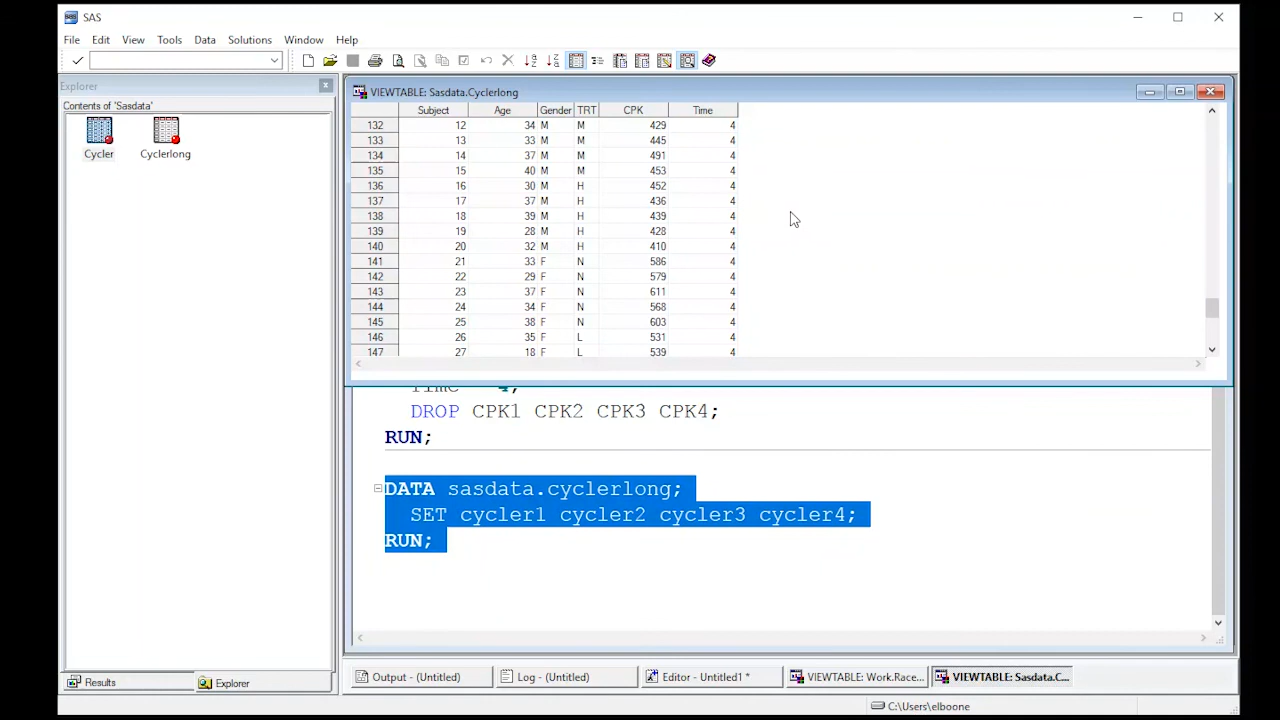 SAS
File Edit View Tools Data Solutions Window Help
Explorer
Contents of 'Sasdata'
Cycler Cyclerlong
VIEWTABLE: Sasdata.Cyclerlong
Subject Age Gender TRT CPK Time
132 12 34 M M 429 4
133 13 33 M M 445 4
134 14 37 M M 491 4
135 15 40 M M 453 4
136 16 30 M H 452 4
137 17 37 M H 436 4
138 18 39 M H 439 4
139 19 28 M H 428 4
140 20 32 M H 410 4
141 21 33 F N 586 4
142 22 29 F N 579 4
143 23 37 F N 611 4
144 24 34 F N 568 4
145 25 38 F N 603 4
146 26 35 F L 531 4
147 27 18 F L 539 4
DROP CPK1 CPK2 CPK3 CPK4;
RUN;
DATA sasdata.cyclerlong;
SET cycler1 cycler2 cycler3 cycler4;
RUN;
Results Explorer
Output - (Untitled) Log - (Untitled) Editor - Untitled1 * VIEWTABLE: Work.Race... VIEWTABLE: Sasdata.C...
C:\Users\elboone